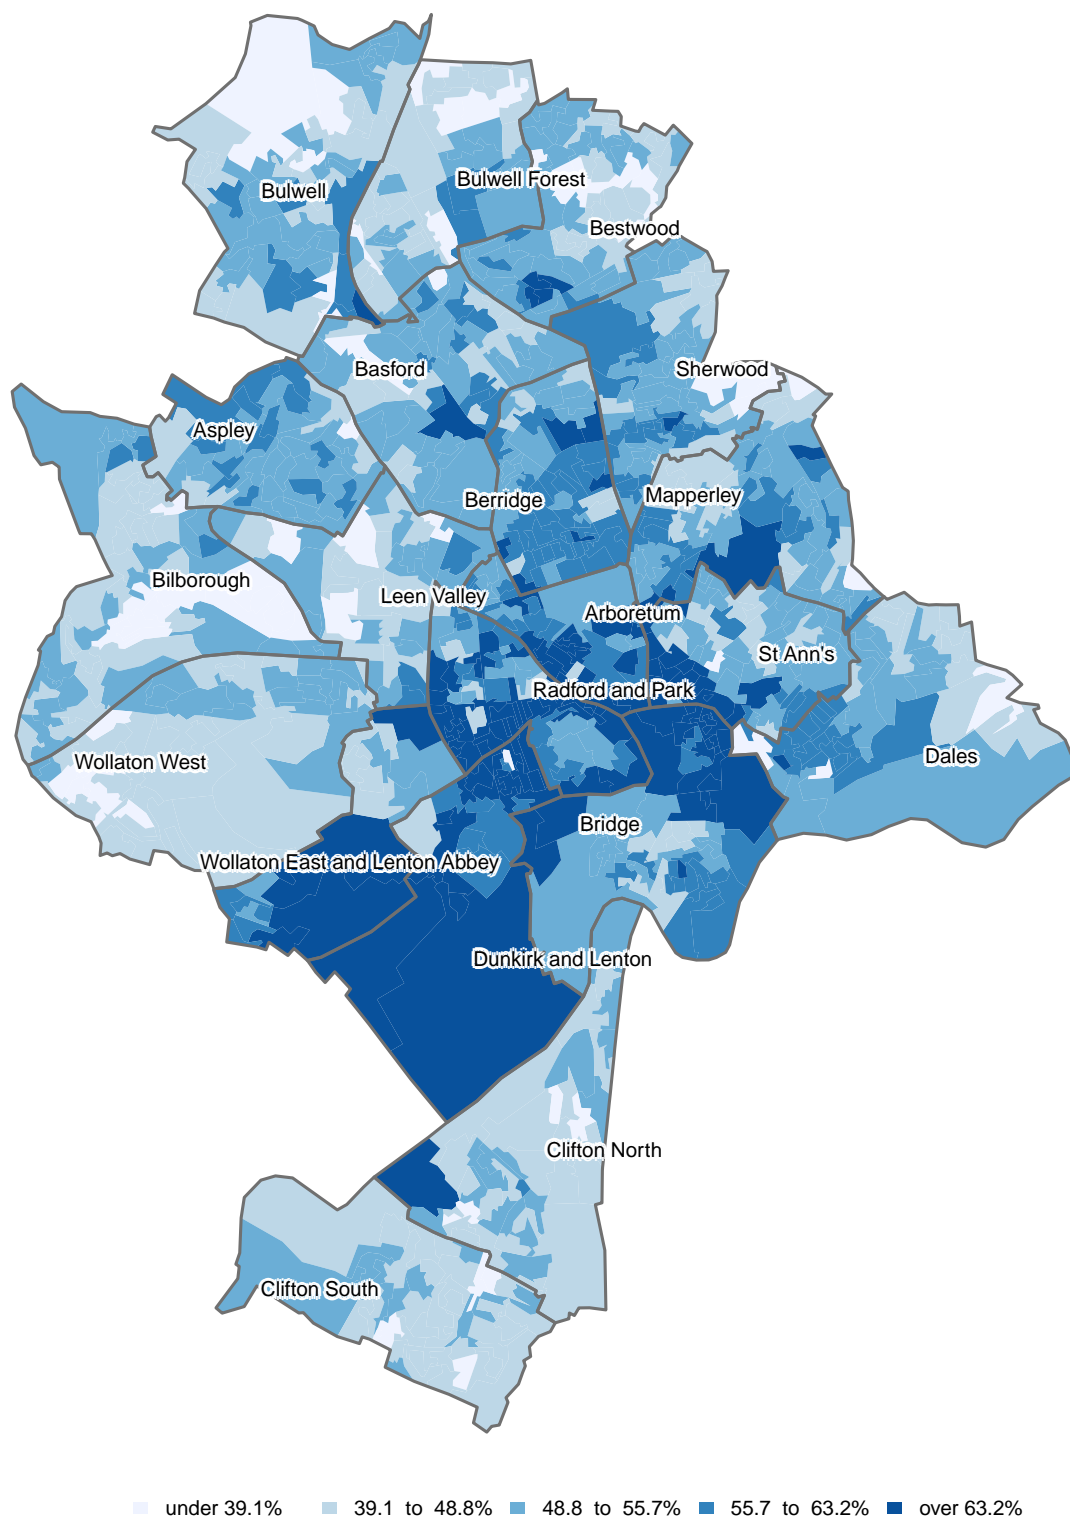 Bulwell
Bulwell Forest
Bestwood
Basford
Sherwood
Aspley
Berridge
Mapperley
Bilborough
Leen Valley
Arboretum
St Ann's
Radford and Park
Wollaton West
Dales
Bridge
Wollaton East and Lenton Abbey
Dunkirk and Lenton
Clifton North
Clifton South
under 39.1% 39.1 to 48.8% 48.8 to 55.7% 55.7 to 63.2% over 63.2%